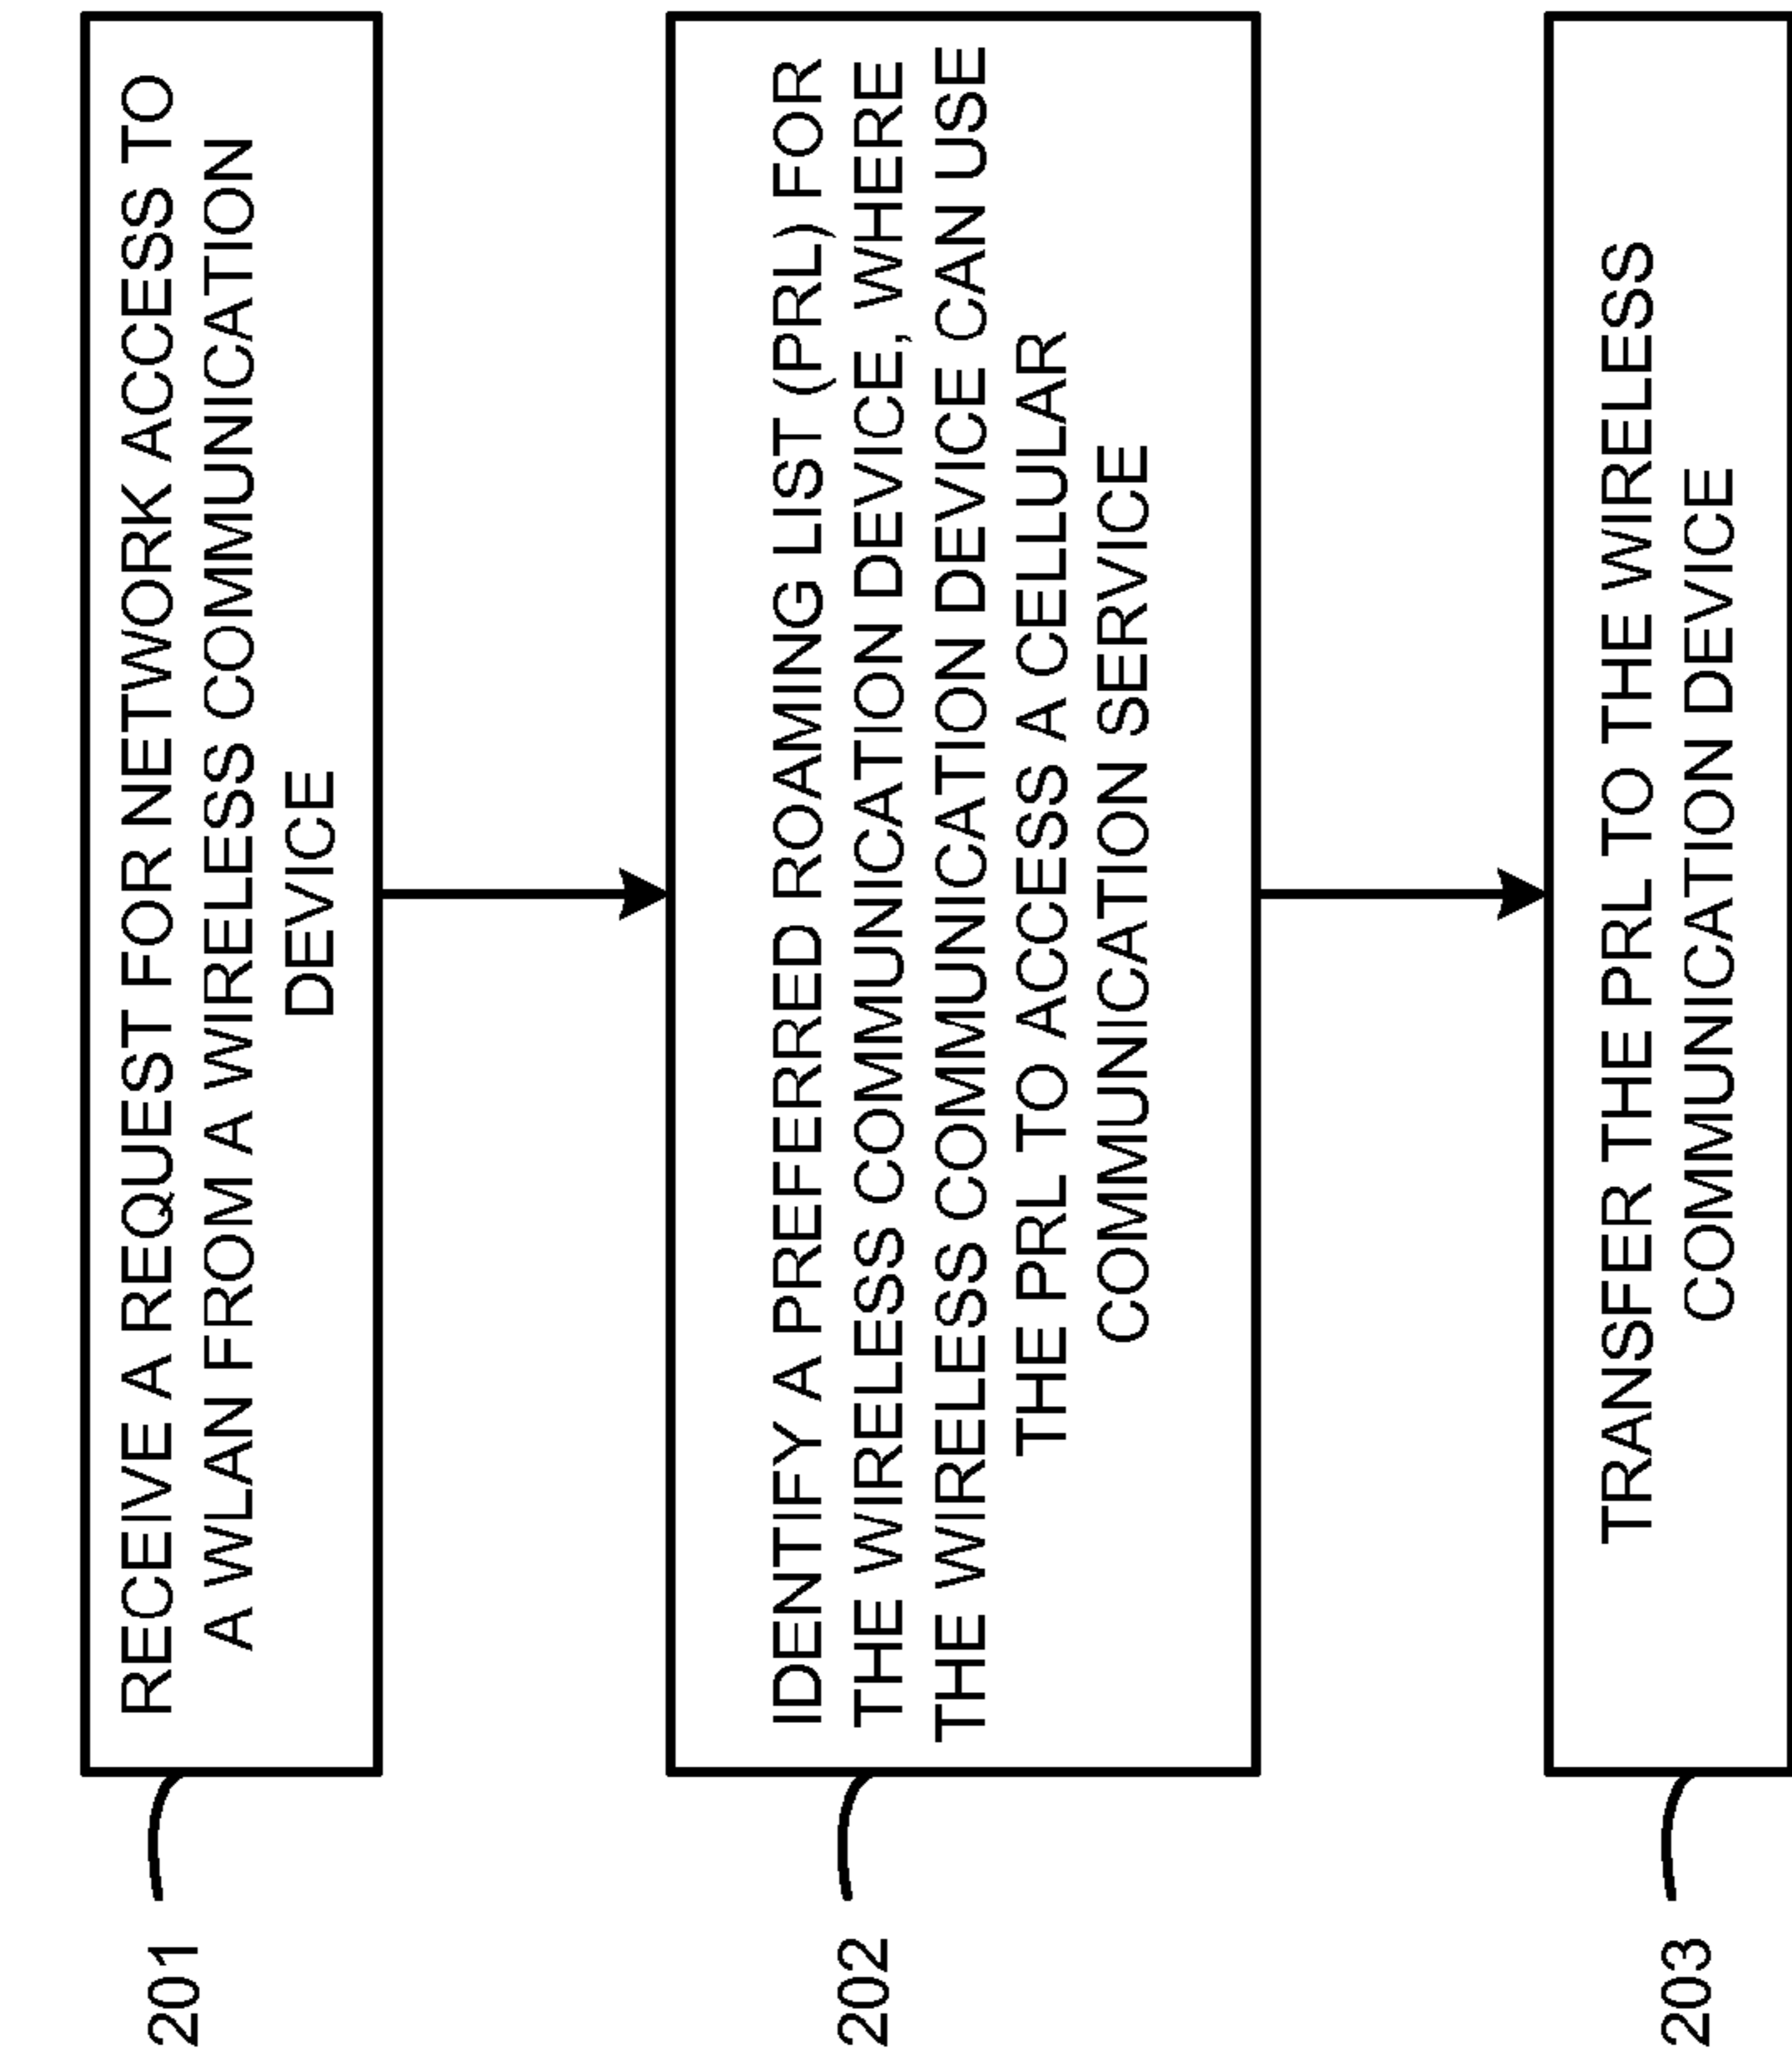 201
RECEIVE A REQUEST FOR NETWORK ACCESS TO
A WLAN FROM A WIRELESS COMMUNICATION
DEVICE
202
IDENTIFY A PREFERRED ROAMING LIST (PRL) FOR
THE WIRELESS COMMUNICATION DEVICE, WHERE
THE WIRELESS COMMUNICATION DEVICE CAN USE
THE PRL TO ACCESS A CELLULAR
COMMUNICATION SERVICE
203
TRANSFER THE PRL TO THE WIRELESS
COMMUNICATION DEVICE